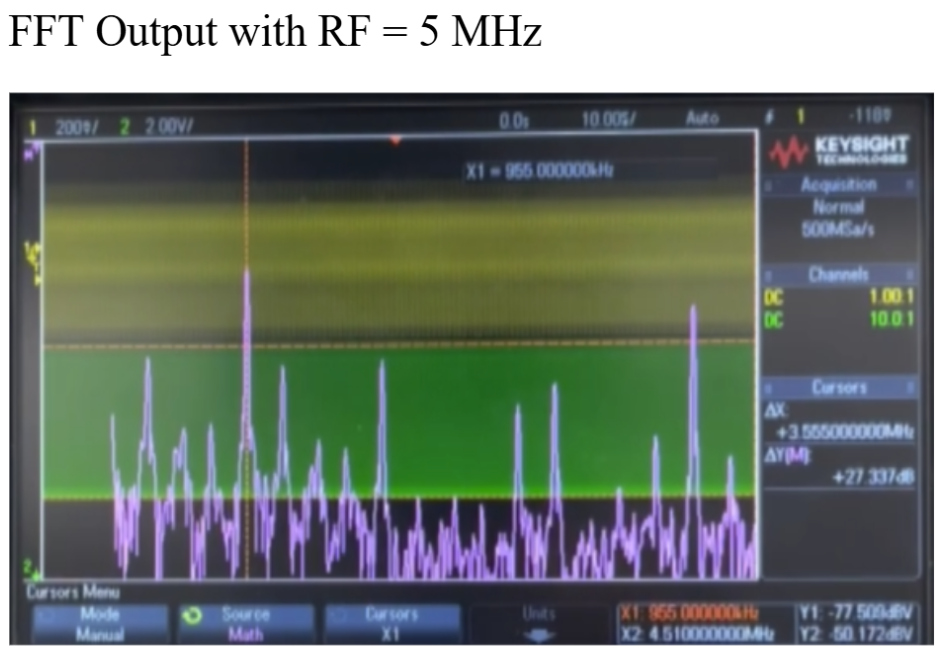 FFT Output with RF = 5 MHz
1 200V/ 2 2.00V/ 0.0s 10.00s/ Auto 1 -118V
X1 = 955.000000kHz
KEYSIGHT
TECHNOLOGIES
Acquisition
Normal
500MSa/s
Channels
DC 1.00:1
DC 10.0:1
Cursors
ΔX:
+3.555000000MHz
ΔY(M):
+27.337dB
2
Cursors Menu
Mode Source Cursors Units X1: 955.000000kHz Y1: -77.509dBV
Manual Math X1 X2: 4.510000000MHz Y2: -50.172dBV